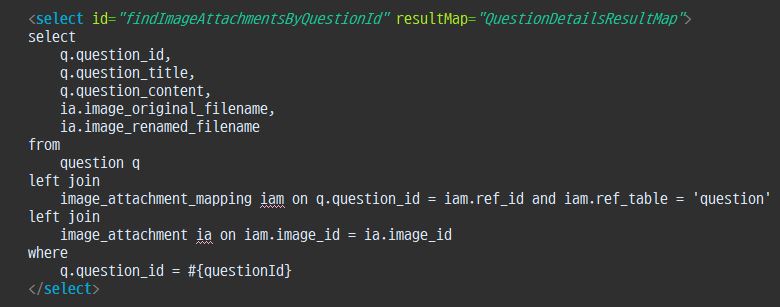 <select id="findImageAttachmentsByQuestionId" resultMap="QuestionDetailsResultMap">
select
    q.question_id,
    q.question_title,
    q.question_content,
    ia.image_original_filename,
    ia.image_renamed_filename
from
    question q
left join
    image_attachment_mapping iam on q.question_id = iam.ref_id and iam.ref_table = 'question'
left join
    image_attachment ia on iam.image_id = ia.image_id
where
    q.question_id = #{questionId}
</select>